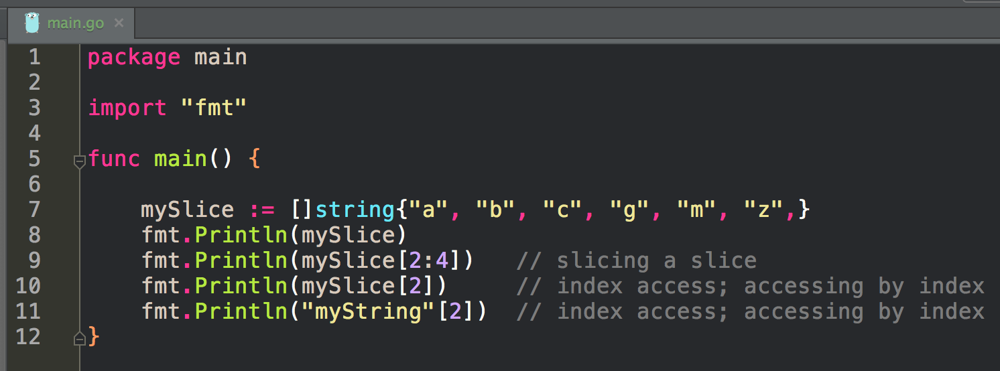 main.go ×
1 package main
2
3 import "fmt"
4
5 func main() {
6
7     mySlice := []string{"a", "b", "c", "g", "m", "z",}
8     fmt.Println(mySlice)
9     fmt.Println(mySlice[2:4])   // slicing a slice
10     fmt.Println(mySlice[2])     // index access; accessing by index
11     fmt.Println("myString"[2])  // index access; accessing by index
12 }